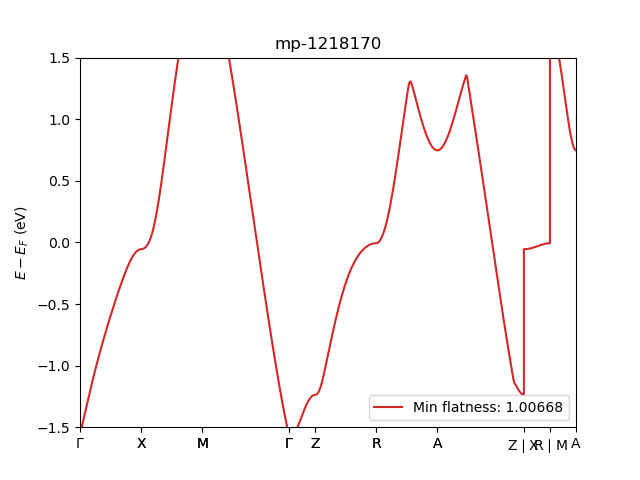 mp-1218170
1.5
1.0
0.5
0.0
−0.5
−1.0
−1.5
E − E_F (eV)
Min flatness: 1.00668
Γ X M Γ Z R A Z | X R | M A